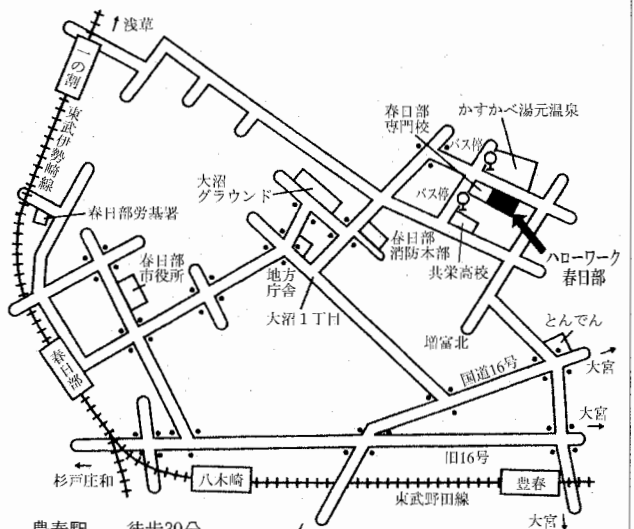 浅草
一の割
東武伊勢崎線
春日部
専門校
かすかべ湯元温泉
バス停
大沼
グラウンド
バス停
春日部労基署
春日部
市役所
地方
庁舎
春日部
消防本部
共栄高校
ハローワーク
春日部
大沼1丁目
増富北
とんでん
春日部
国道16号
大宮
大宮
旧16号
杉戸庄和
八木崎
豊春
東武野田線
大宮
豊春駅 徒歩20分